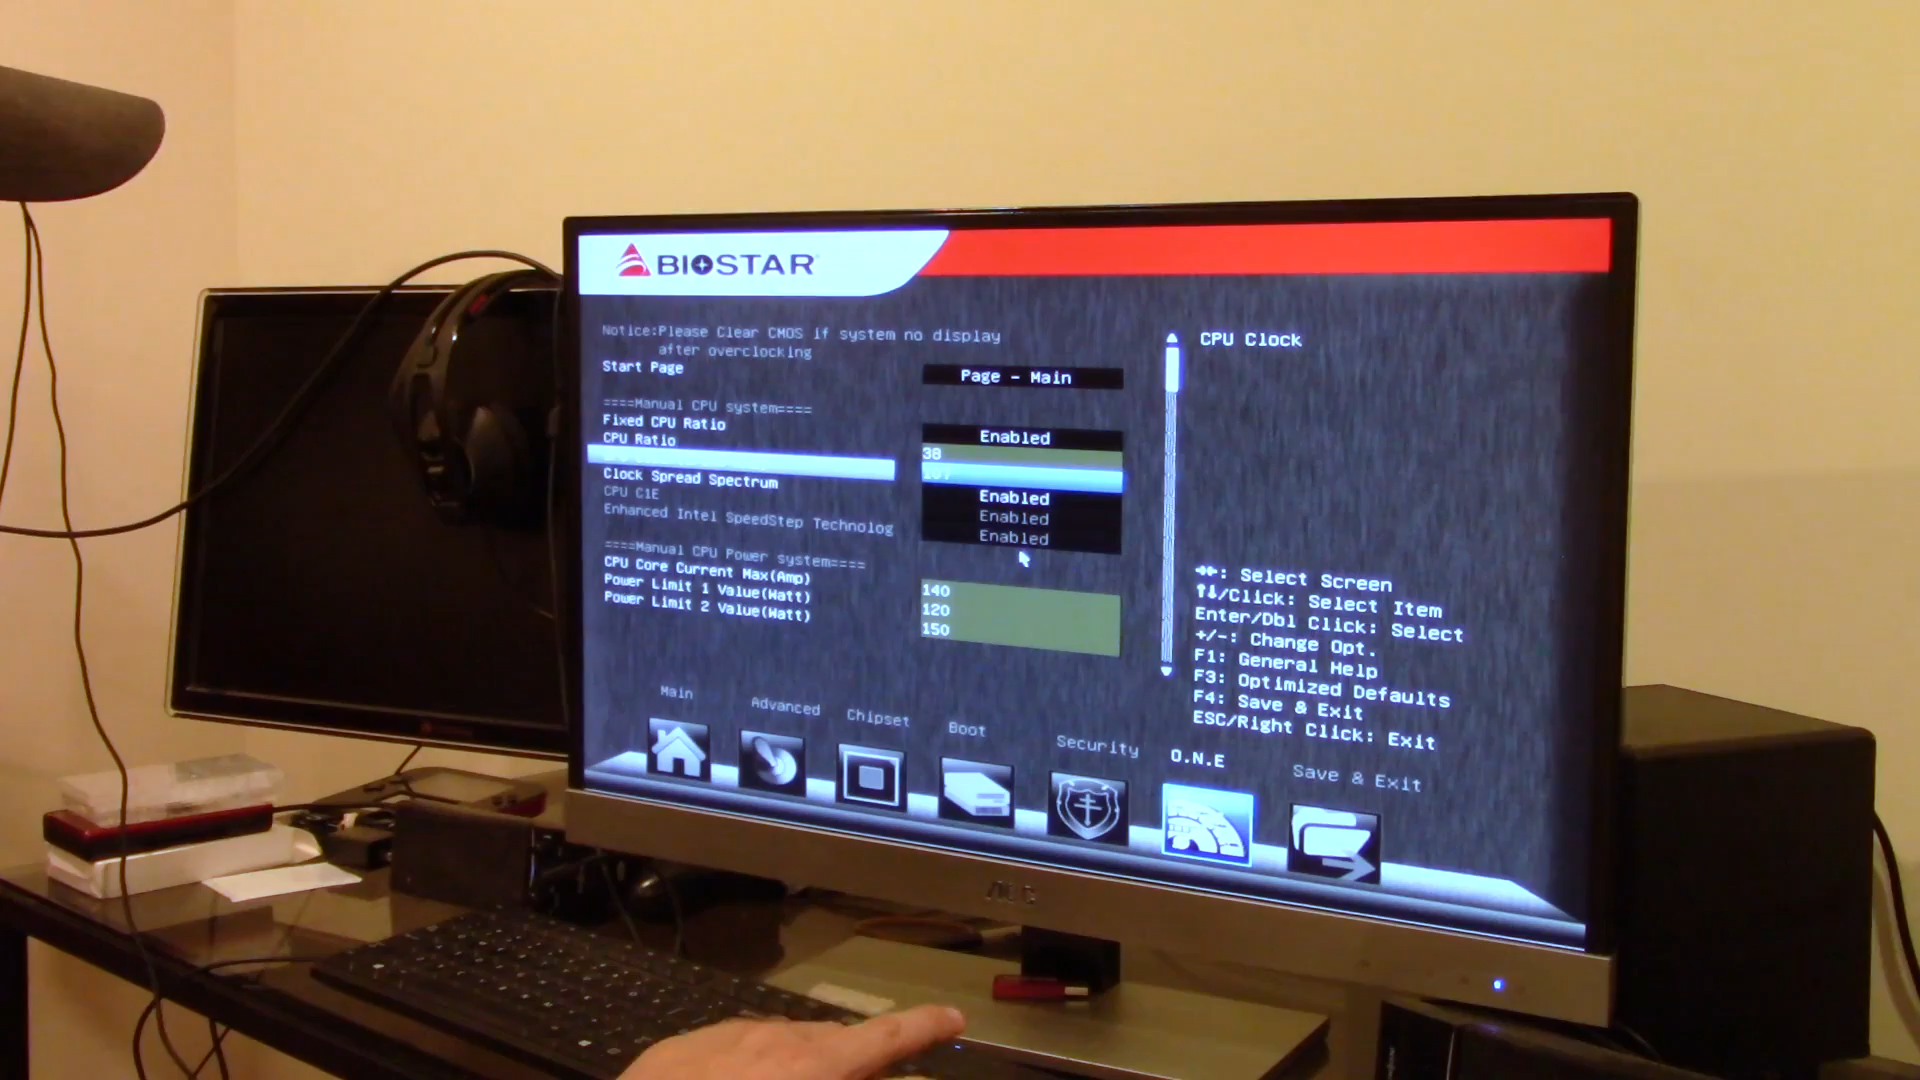 BIOSTAR
Notice:Please Clear CMOS if system no display
after overclocking
Start Page
Page - Main
====Manual CPU system====
Fixed CPU Ratio
Enabled
CPU Ratio
38
Clock Spread Spectrum
Enabled
CPU C1E
Enabled
Enhanced Intel SpeedStep Technolog
Enabled
====Manual CPU Power system====
CPU Core Current Max(Amp)
140
Power Limit 1 Value(Watt)
120
Power Limit 2 Value(Watt)
150
CPU Clock
: Select Screen
↑↓/Click: Select Item
Enter/Dbl Click: Select
+/-: Change Opt.
F1: General Help
F3: Optimized Defaults
F4: Save & Exit
ESC/Right Click: Exit
Main
Advanced
Chipset
Boot
Security
O.N.E
Save & Exit
AOC